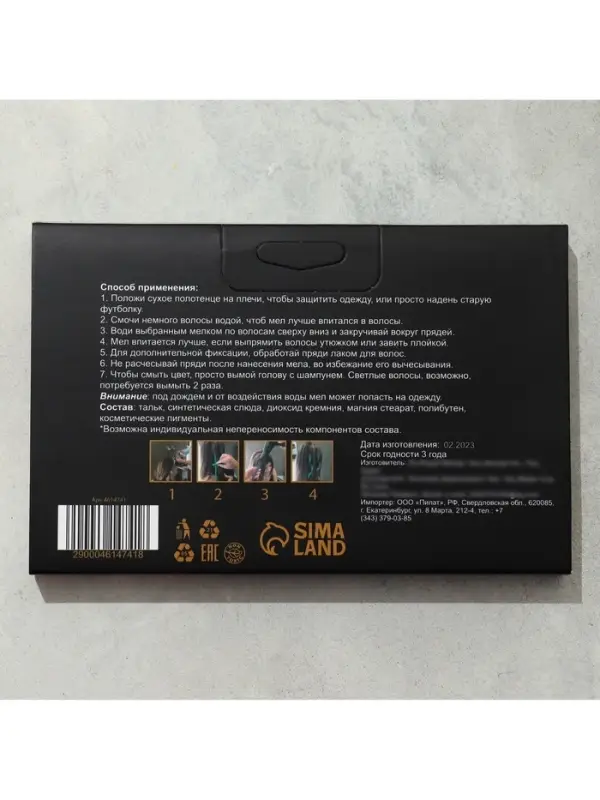 Способ применения:
1. Положи сухое полотенце на плечи, чтобы защитить одежду, или просто надень старую
футболку.
2. Смочи немного волосы водой, чтоб мел лучше впитался в волосы.
3. Води выбранным мелком по волосам сверху вниз и закручивай вокруг прядей.
4. Мел впитается лучше, если выпрямить волосы утюжком или завить плойкой.
5. Для дополнительной фиксации, обработай пряди лаком для волос.
6. Не расчесывай пряди после нанесения мела, во избежание его вычесывания.
7. Чтобы смыть цвет, просто вымой голову с шампунем. Светлые волосы, возможно,
потребуется вымыть 2 раза.
Внимание: под дождем и от воздействия воды мел может попасть на одежду.
Состав: тальк, синтетическая слюда, диоксид кремния, магния стеарат, полибутен,
косметические пигменты.
*Возможна индивидуальная непереносимость компонентов состава.
1 2 3 4
Дата изготовления: 02.2023
Срок годности 3 года
Изготовитель:
Импортер: ООО «Пилат», РФ, Свердловская обл., 620085,
г. Екатеринбург, ул. 8 Марта, 212-4, тел.: +7
(343) 379-03-85
Арт. 4614741
2900046147418
EAC
SIMA
LAND